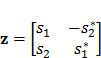 z = [ s₁  −s₂*
      s₂  s₁* ]